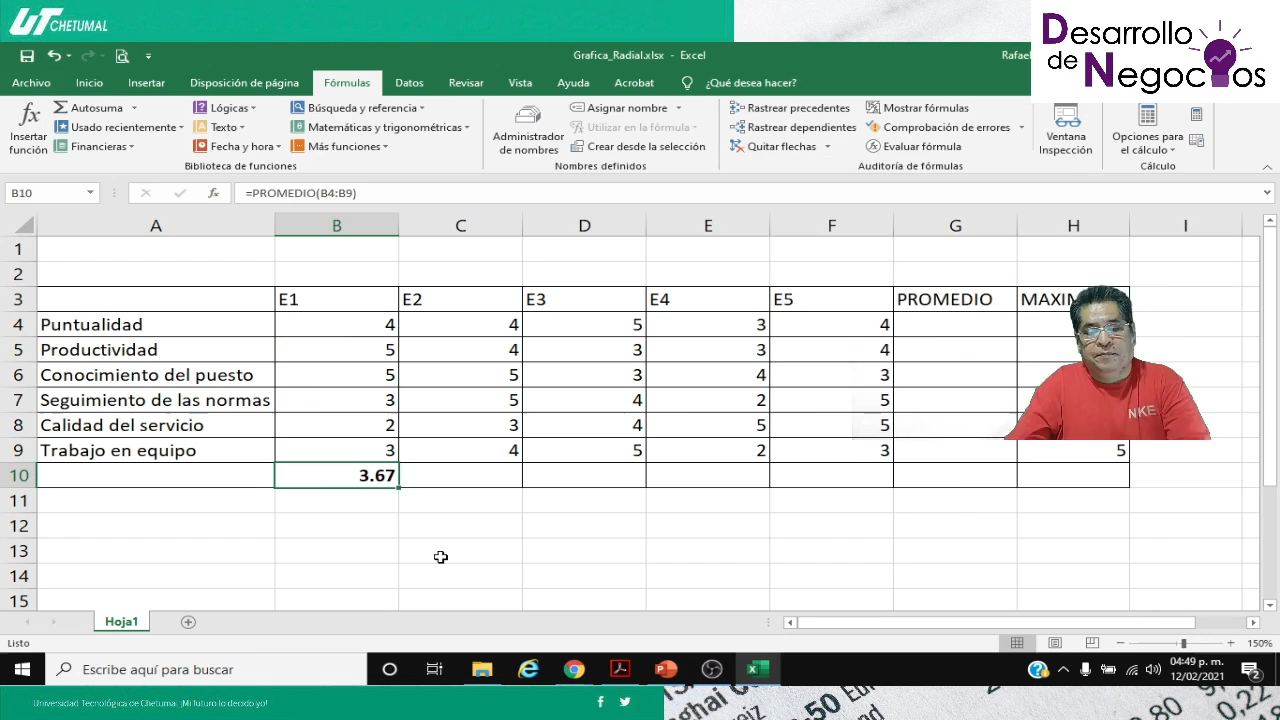 UT CHETUMAL
Desarrollo
de Negocios
Grafica_Radial.xlsx - Excel
Rafae
Archivo Inicio Insertar Disposición de página Fórmulas Datos Revisar Vista Ayuda Acrobat ¿Qué desea hacer?
fx Insertar función
Autosuma
Usado recientemente
Financieras
Lógicas
Texto
Fecha y hora
Búsqueda y referencia
Matemáticas y trigonométricas
Más funciones
Biblioteca de funciones
Administrador de nombres
Asignar nombre
Utilizar en la fórmula
Crear desde la selección
Nombres definidos
Rastrear precedentes
Rastrear dependientes
Quitar flechas
Mostrar fórmulas
Comprobación de errores
Evaluar fórmula
Auditoría de fórmulas
Ventana Inspección
Opciones para el cálculo
Cálculo
B10 fx =PROMEDIO(B4:B9)
A B C D E F G H I
1
2
3 E1 E2 E3 E4 E5 PROMEDIO MAXIM
4 Puntualidad 4 4 5 3 4
5 Productividad 5 4 3 3 4
6 Conocimiento del puesto 5 5 3 4 3
7 Seguimiento de las normas 3 5 4 2 5
8 Calidad del servicio 2 3 4 5 5
9 Trabajo en equipo 3 4 5 2 3 5
10 3.67
11
12
13
14
15
NKE
Hoja1
Listo
150%
Escribe aquí para buscar
04:49 p. m.
12/02/2021
2
Universidad Tecnológica de Chetumal ¡Mi futuro lo decido yo!